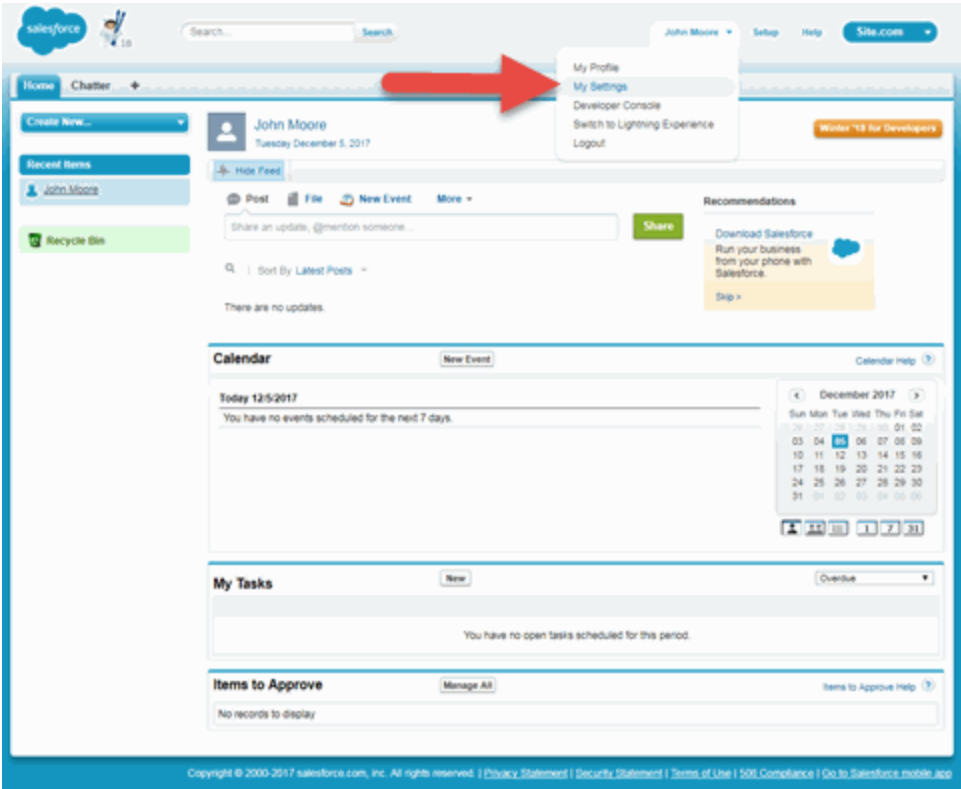 salesforce
18
Search...
Search
John Moore
Setup
Help
Site.com
My Profile
My Settings
Developer Console
Switch to Lightning Experience
Logout
Home
Chatter
+
Create New...
Recent Items
John Moore
Recycle Bin
John Moore
Tuesday December 5, 2017
Winter '18 for Developers
Hide Feed
Post
File
New Event
More
Share an update, @mention someone...
Share
Sort By Latest Posts
There are no updates.
Recommendations
Download Salesforce
Run your business
from your phone with
Salesforce.
Skip >
Calendar
New Event
Calendar Help ?
Today 12/5/2017
You have no events scheduled for the next 7 days.
December 2017
Sun Mon Tue Wed Thu Fri Sat
26 27 28 29 30 01 02
03 04 05 06 07 08 09
10 11 12 13 14 15 16
17 18 19 20 21 22 23
24 25 26 27 28 29 30
31 01 02 03 04 05 06
1 7 31
My Tasks
New
Overdue
You have no open tasks scheduled for this period.
Items to Approve
Manage All
Items to Approve Help ?
No records to display
Copyright © 2000-2017 salesforce.com, inc. All rights reserved. | Privacy Statement | Security Statement | Terms of Use | 508 Compliance | Go to Salesforce mobile app